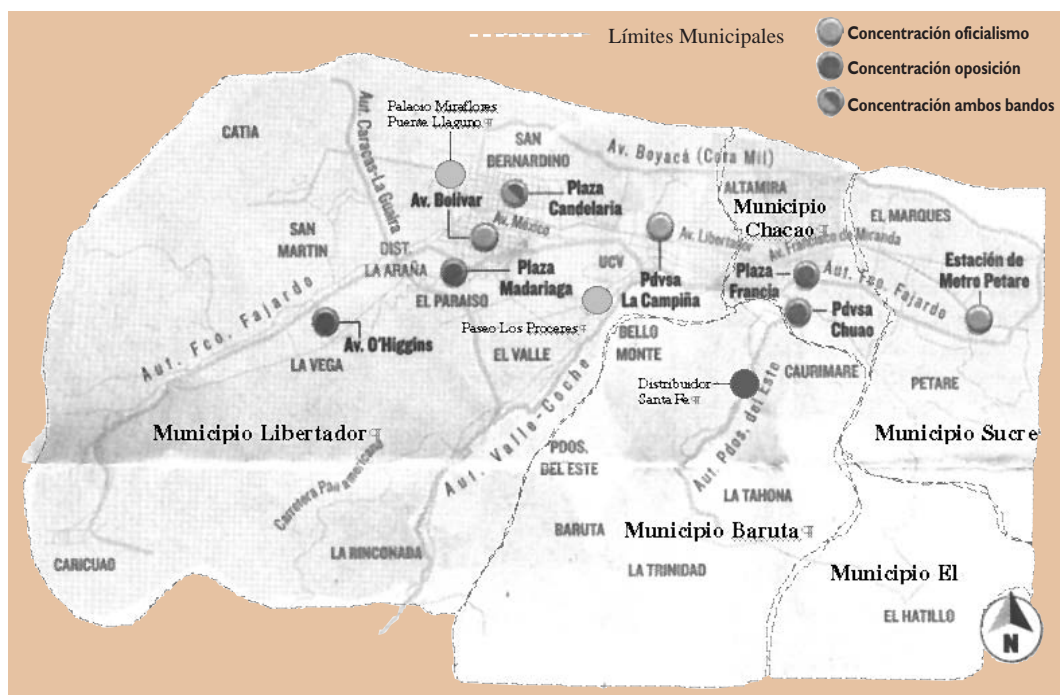 Límites Municipales
Concentración oficialismo
Concentración oposición
Concentración ambos bandos
Palacio Miraflores
Puente Llaguno¶
CATIA
Aut. Caracas-La Guaira
SAN
BERNARDINO
Av. Boyacá (Cota Mil)
ALTAMIRA
Av. Bolívar
Plaza
Candelaria
Av. México
Municipio
Chacao¶
EL MARQUES
SAN
MARTIN
DIST.
LA ARAÑA
UCV
Av. Libertador
Av. Francisco de Miranda
Estación de
Metro Petare
Plaza
Madariaga
EL PARAISO
Pdvsa
La Campiña
Plaza
Francia
Aut. Fco. Fajardo
Pdvsa
Chuao
Aut. Fco. Fajardo
Av. O'Higgins
LA VEGA
Paseo Los Proceres¶
EL VALLE
BELLO
MONTE
CAURIMARE
PETARE
Distribuidor
Santa Fe¶
Municipio Libertador¶
Aut. Valle-Coche
Aut. Pdos. del Este
Municipio Sucre
PDOS.
DEL ESTE
Carretera Panamericana
LA TAHONA
BARUTA
Municipio Baruta¶
CARICUAO
LA RINCONADA
LA TRINIDAD
Municipio El
EL HATILLO
N